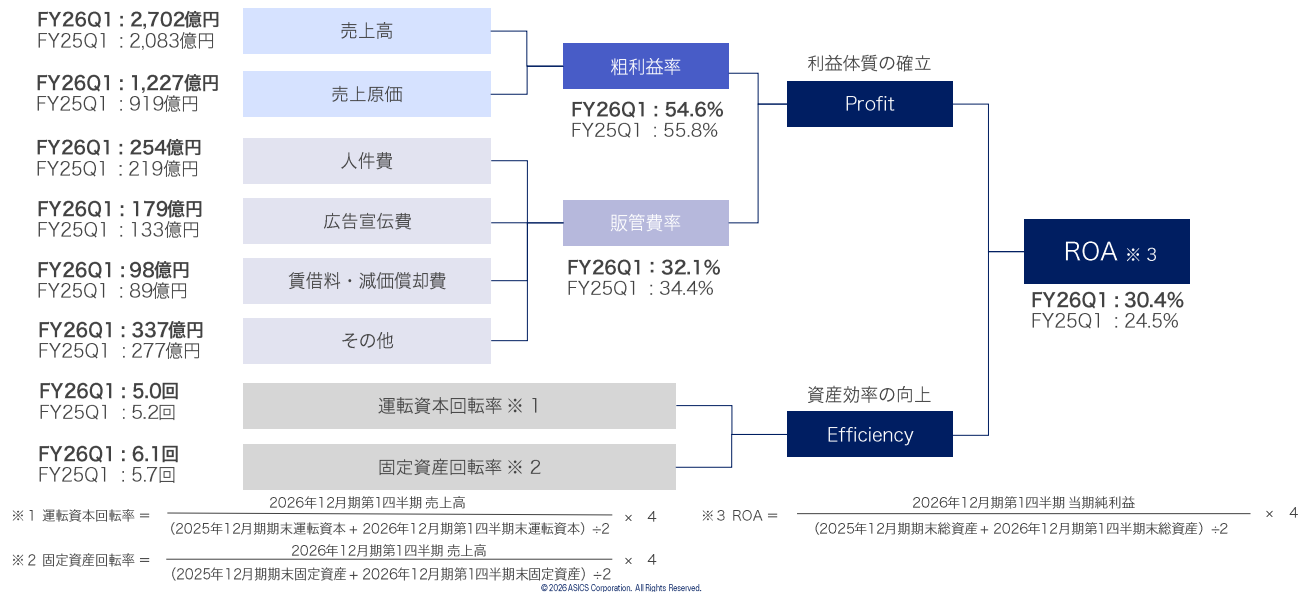 FY26Q1 : 2,702億円
FY25Q1 : 2,083億円
売上高
FY26Q1 : 1,227億円
FY25Q1 : 919億円
売上原価
粗利益率
FY26Q1 : 54.6%
FY25Q1 : 55.8%
利益体質の確立
Profit
FY26Q1 : 254億円
FY25Q1 : 219億円
人件費
FY26Q1 : 179億円
FY25Q1 : 133億円
広告宣伝費
FY26Q1 : 98億円
FY25Q1 : 89億円
賃借料・減価償却費
FY26Q1 : 337億円
FY25Q1 : 277億円
その他
販管費率
FY26Q1 : 32.1%
FY25Q1 : 34.4%
ROA ※3
FY26Q1 : 30.4%
FY25Q1 : 24.5%
FY26Q1 : 5.0回
FY25Q1 : 5.2回
運転資本回転率 ※1
FY26Q1 : 6.1回
FY25Q1 : 5.7回
固定資産回転率 ※2
資産効率の向上
Efficiency
2026年12月期第1四半期 売上高
※1 運転資本回転率 = × 4
(2025年12月期期末運転資本 + 2026年12月期第1四半期末運転資本) ÷2
2026年12月期第1四半期 売上高
※2 固定資産回転率 = × 4
(2025年12月期期末固定資産 + 2026年12月期第1四半期末固定資産) ÷2
2026年12月期第1四半期 当期純利益
※3 ROA = × 4
(2025年12月期期末総資産 + 2026年12月期第1四半期末総資産) ÷2
© 2026 ASICS Corporation. All Rights Reserved.